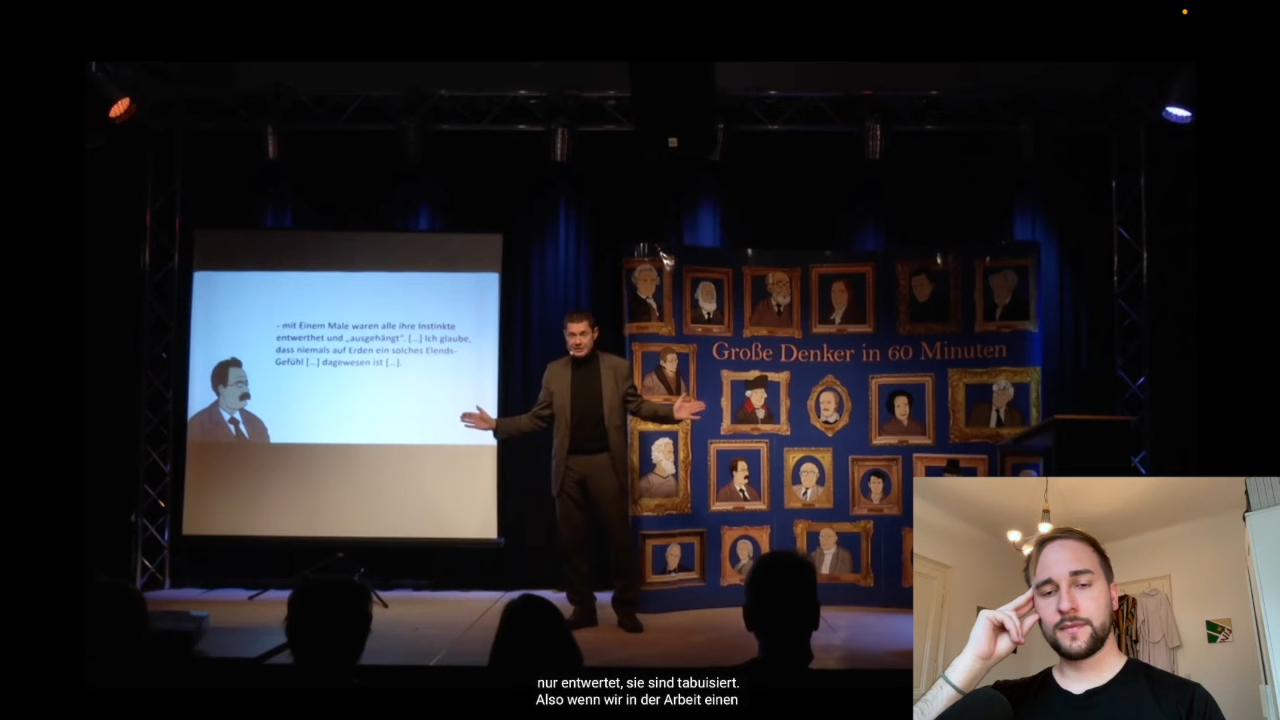 - mit Einem Male waren alle ihre Instinkte
entwerthet und „ausgehängt“. [...] Ich glaube,
dass niemals auf Erden ein solches Elends-
Gefühl [...] dagewesen ist [...].
Große Denker in 60 Minuten
nur entwertet, sie sind tabuisiert.
Also wenn wir in der Arbeit einen